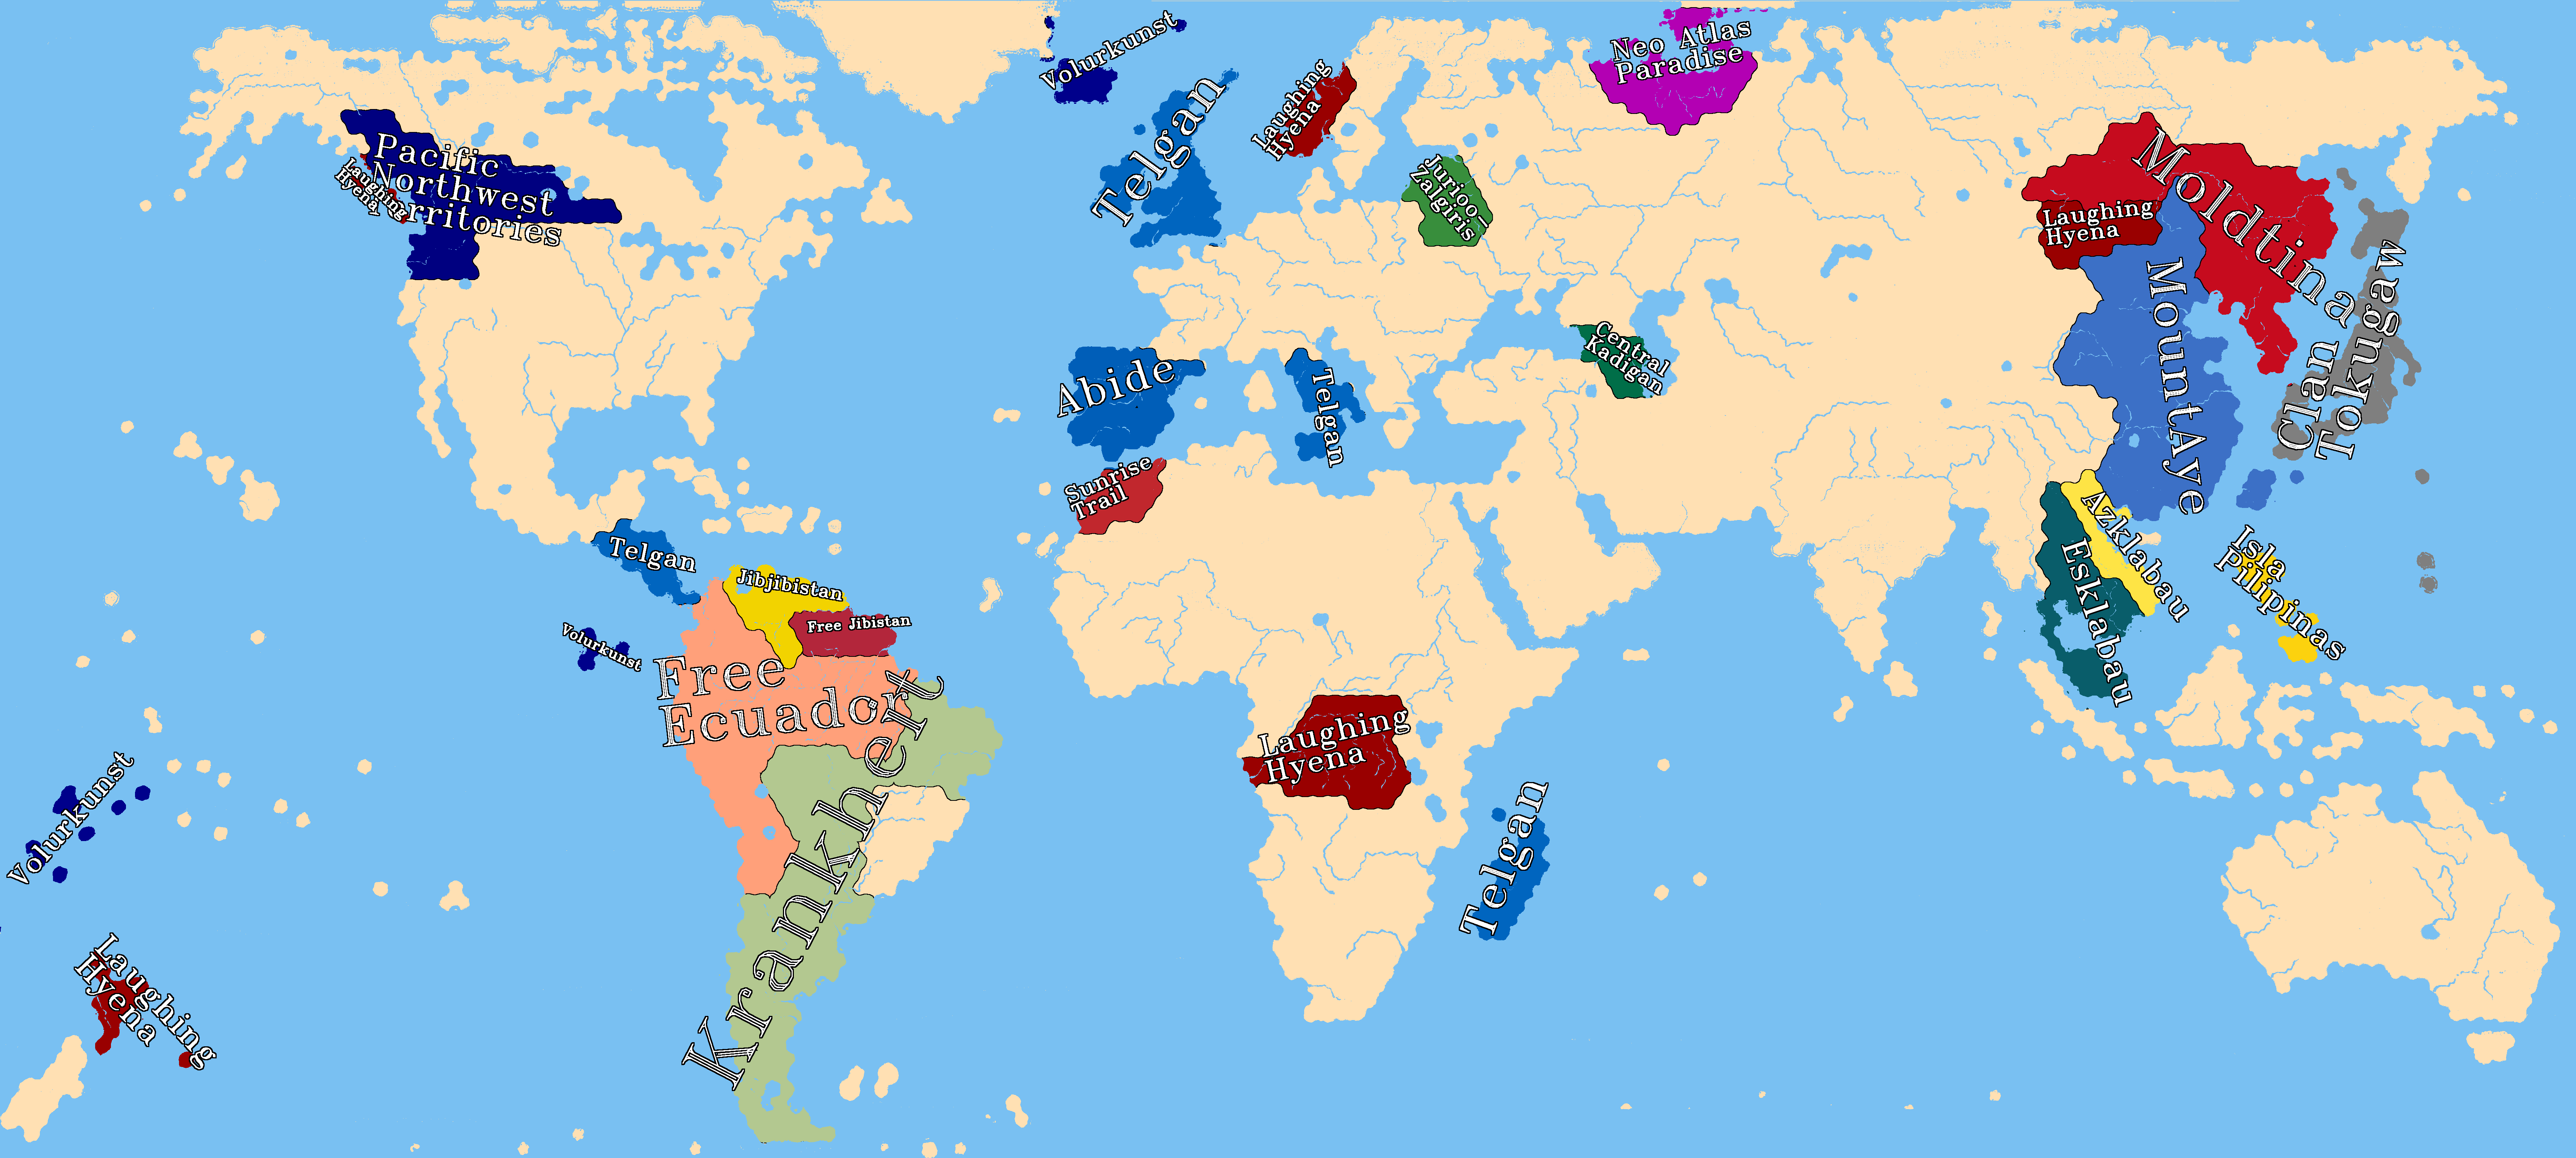 Volurkunst
Neo Atlas
Paradise
Telgan
Laughing
Hyena
Pacific
Northwest
Territories
Laughing
Hyena
Jurioo-
Zalgiris
Moldtina
Laughing
Hyena
MountAye
Clan
Tokugaw
Central
Kadigan
Abide
Telgan
Sunrise
Trail
Telgan
Jibjibistan
Free Jibistan
Volurkunst
Free
Ecuador
Krankheit
Azklabau
Esklabau
Isla
Pilipinas
Laughing
Hyena
Telgan
Volurkunst
Laughing
Hyena